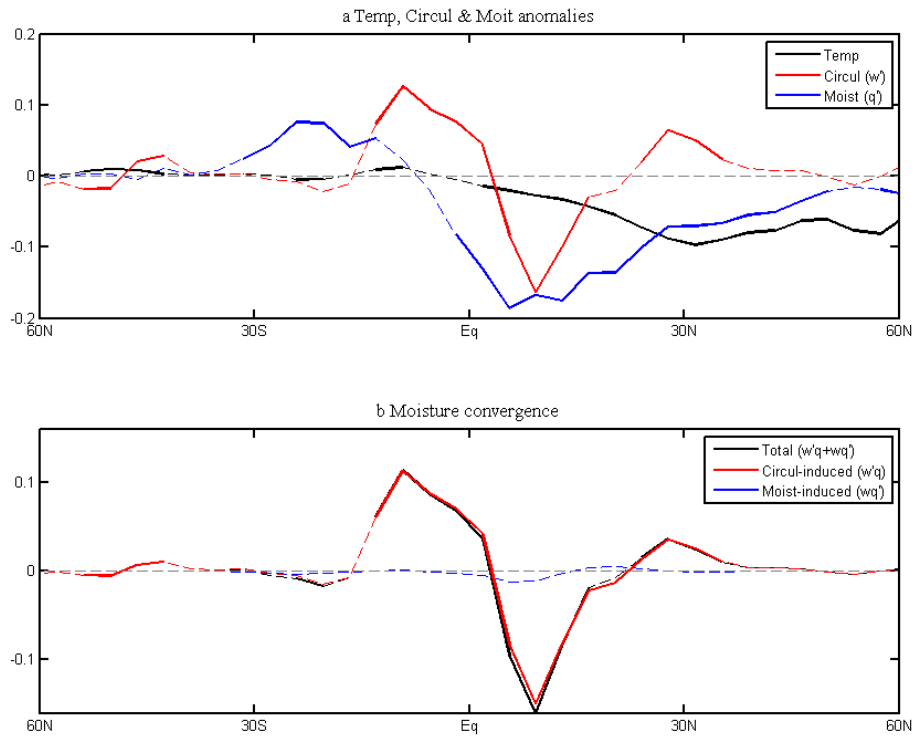 a Temp, Circul & Moit anomalies
0.2
0.1
0
-0.1
-0.2
Temp
Circul (w')
Moist (q')
60N 30S Eq 30N 60N
b Moisture convergence
0.1
0
-0.1
Total (w'q+wq')
Circul-induced (w'q)
Moist-induced (wq')
60N 30S Eq 30N 60N